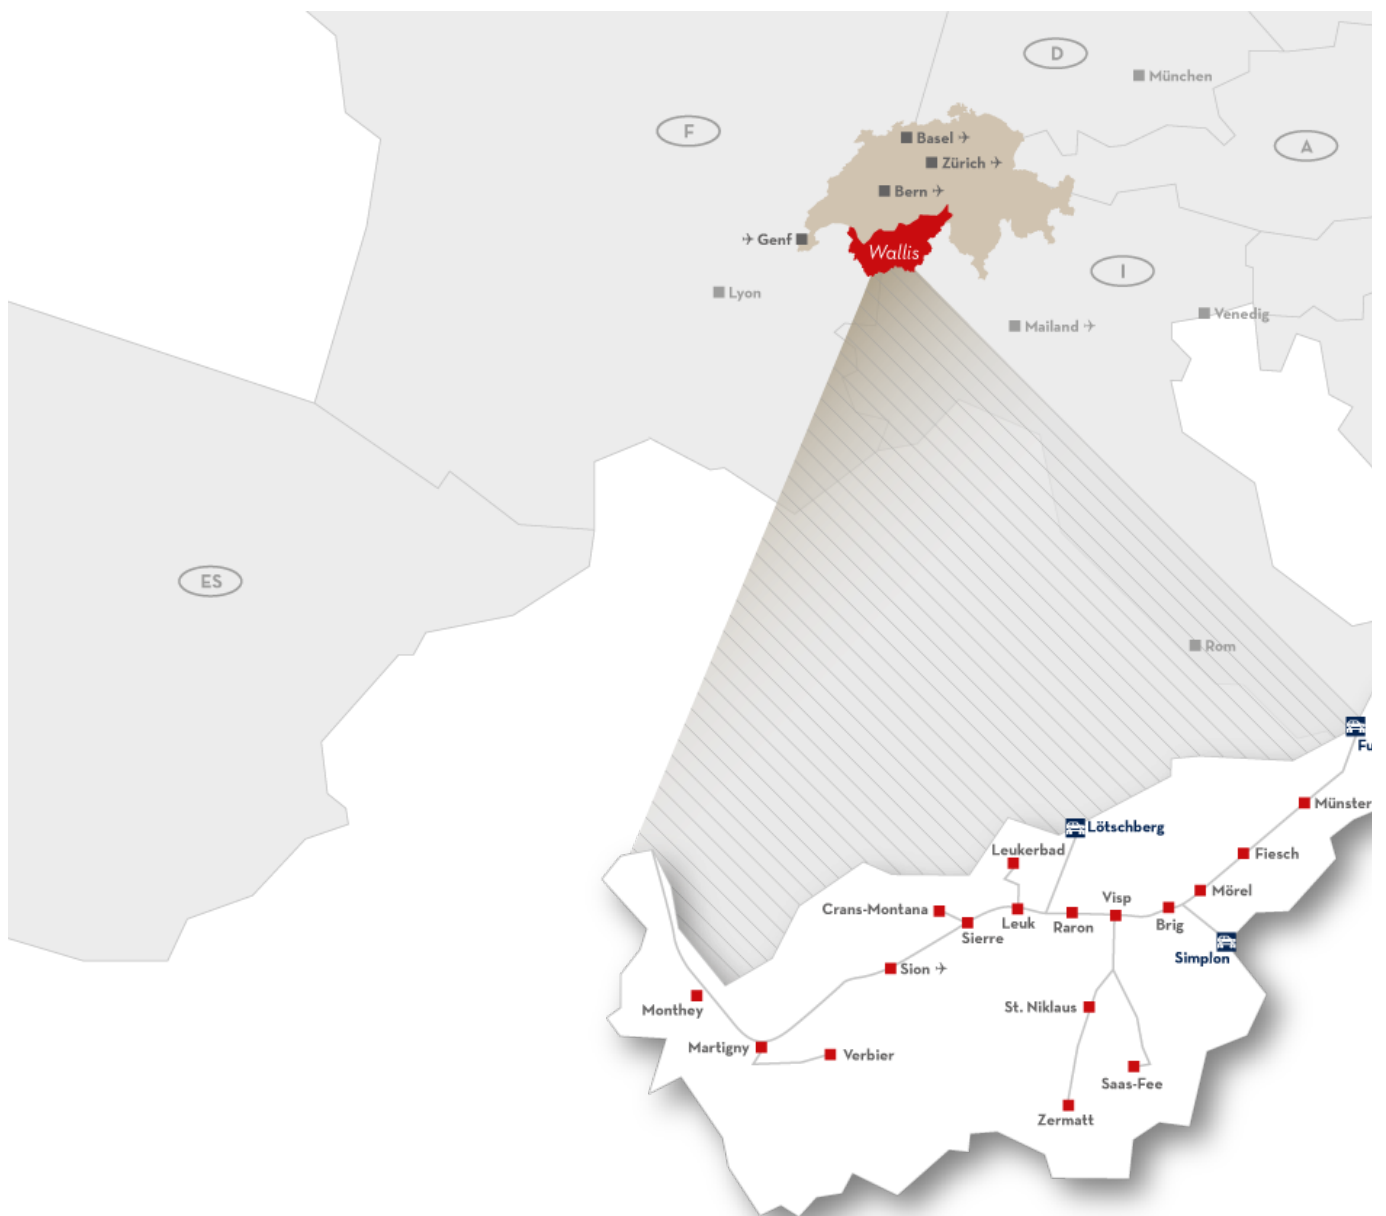 D
München
F
Basel ✈
A
Zürich ✈
Bern ✈
✈ Genf
Wallis
I
Lyon
Venedig
Mailand ✈
ES
Rom
Fu
Münster
Lötschberg
Leukerbad
Fiesch
Mörel
Visp
Crans-Montana
Leuk
Raron
Brig
Sierre
Simplon
Sion ✈
St. Niklaus
Monthey
Martigny
Verbier
Saas-Fee
Zermatt